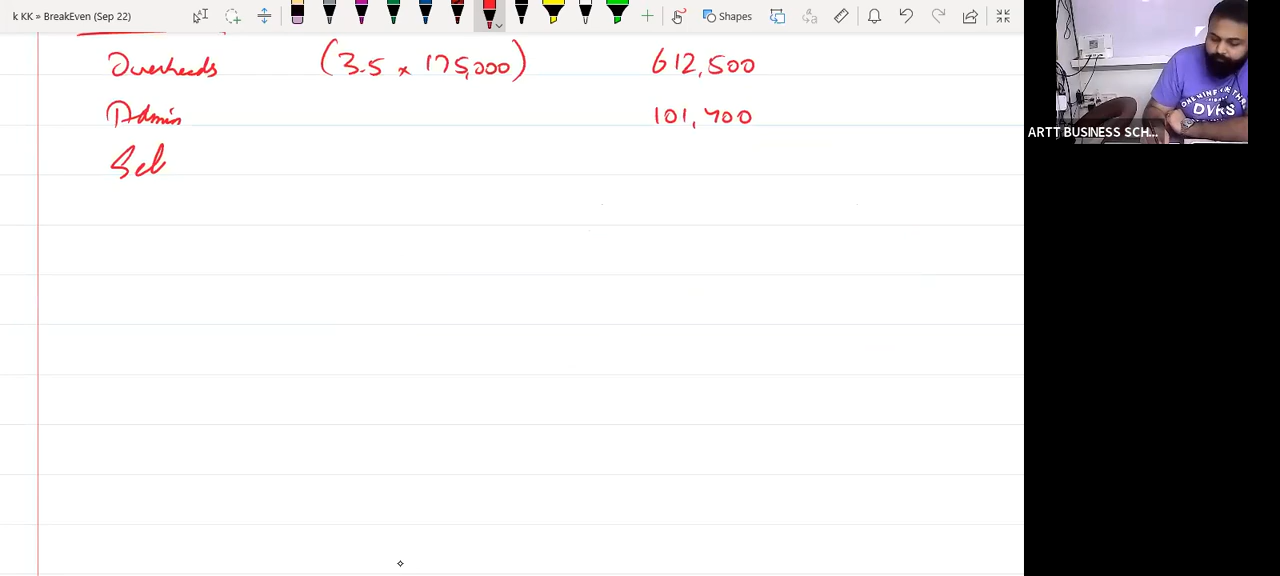 k KK » BreakEven (Sep 22)
Shapes
Overheads (3.5 x 175,000) 612,500
Admin 101,400
Sel
ARTT BUSINESS SCH...
DVRS